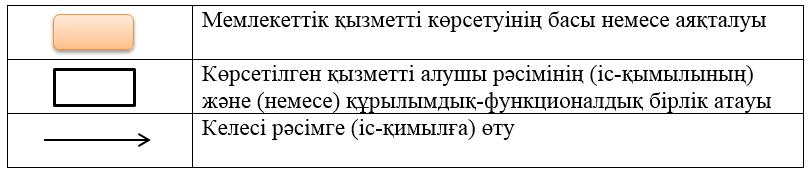 Мемлекеттік қызметті көрсетуінің басы немесе аяқталуы
Көрсетілген қызметті алушы рәсімінің (іс-қымылының)
және (немесе) құрылымдық-функционалдық бірлік атауы
Келесі рәсімге (іс-қимылға) өту